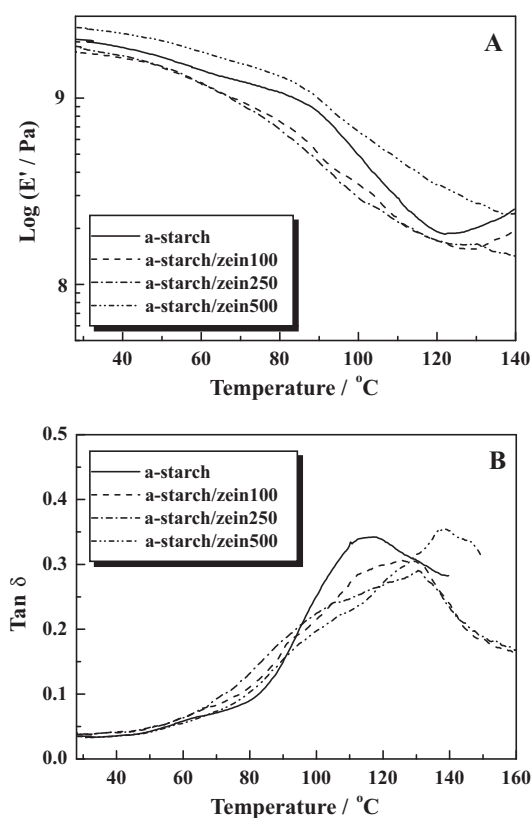 A
Log (E' / Pa)
9
8
a-starch
a-starch/zein100
a-starch/zein250
a-starch/zein500
40 60 80 100 120 140
Temperature / °C
B
Tan δ
0.5
0.4
0.3
0.2
0.1
0.0
a-starch
a-starch/zein100
a-starch/zein250
a-starch/zein500
40 60 80 100 120 140 160
Temperature / °C